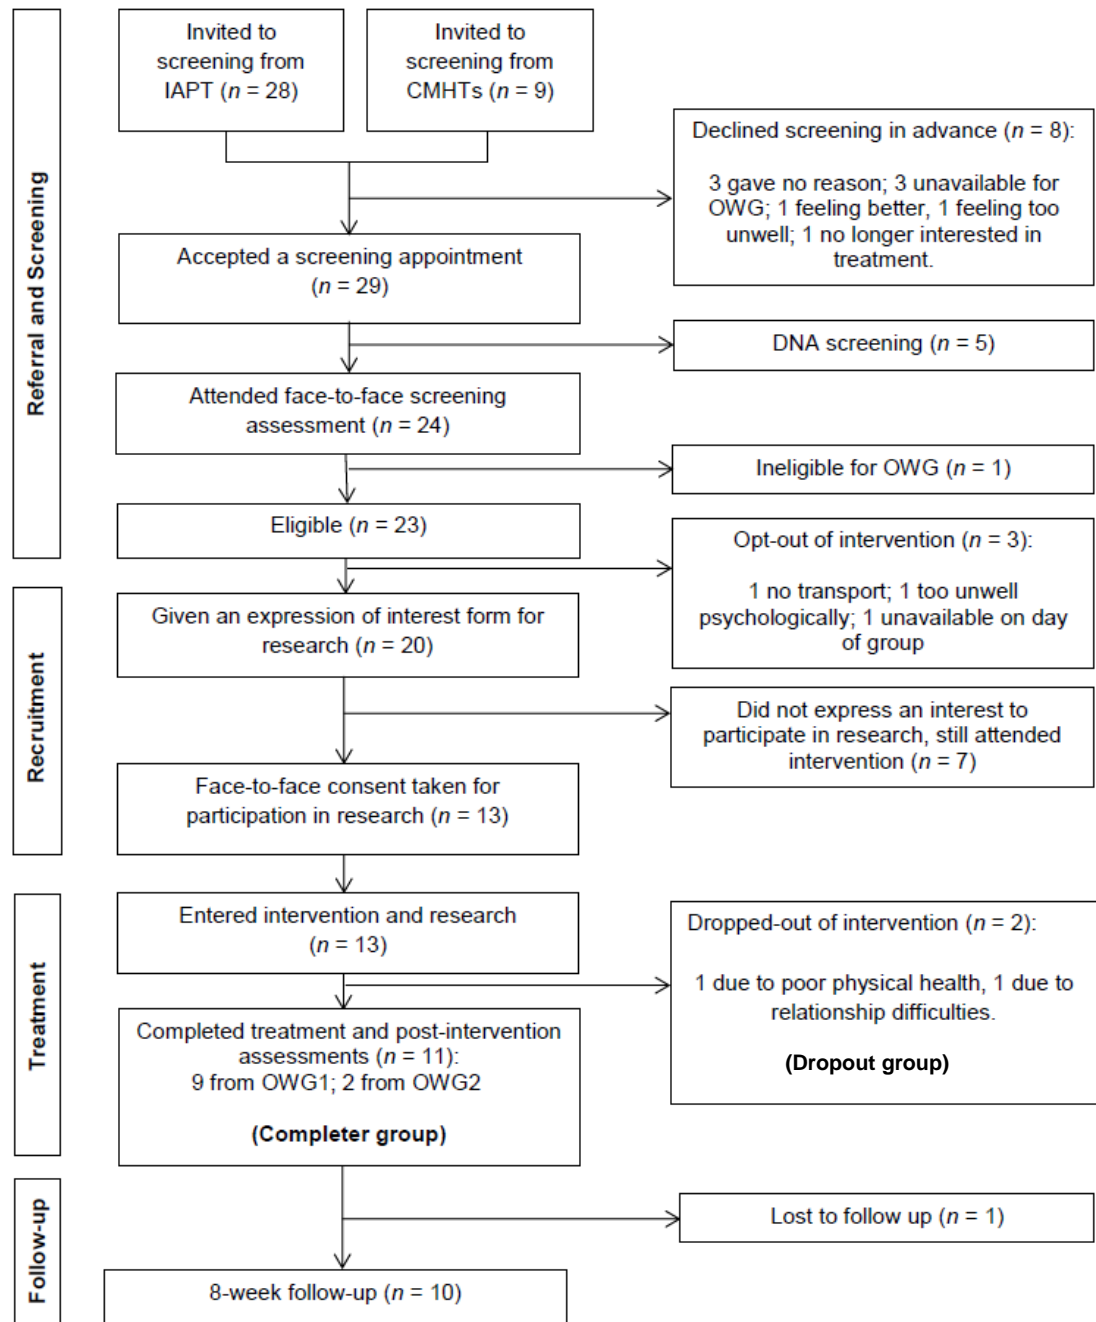 Referral and Screening
Invited to
screening from
IAPT (n = 28)
Invited to
screening from
CMHTs (n = 9)
Declined screening in advance (n = 8):
3 gave no reason; 3 unavailable for
OWG; 1 feeling better, 1 feeling too
unwell; 1 no longer interested in
treatment.
Accepted a screening appointment
(n = 29)
DNA screening (n = 5)
Attended face-to-face screening
assessment (n = 24)
Ineligible for OWG (n = 1)
Eligible (n = 23)
Opt-out of intervention (n = 3):
1 no transport; 1 too unwell
psychologically; 1 unavailable on day
of group
Recruitment
Given an expression of interest form for
research (n = 20)
Did not express an interest to
participate in research, still attended
intervention (n = 7)
Face-to-face consent taken for
participation in research (n = 13)
Treatment
Entered intervention and research
(n = 13)
Dropped-out of intervention (n = 2):
1 due to poor physical health, 1 due to
relationship difficulties.
(Dropout group)
Completed treatment and post-intervention
assessments (n = 11):
9 from OWG1; 2 from OWG2
(Completer group)
Follow-up
Lost to follow up (n = 1)
8-week follow-up (n = 10)